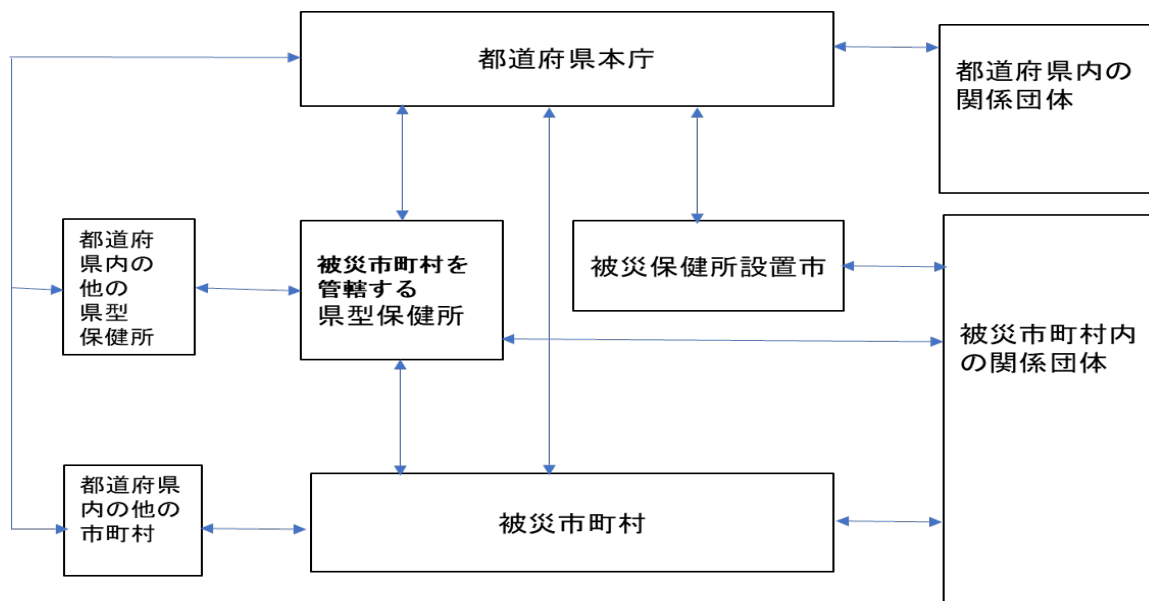 都道府県本庁
都道府県内の
関係団体
都道府
県内の
他の
県型
保健所
被災市町村を
管轄する
県型保健所
被災保健所設置市
被災市町村内
の関係団体
都道府県
内の他の
市町村
被災市町村